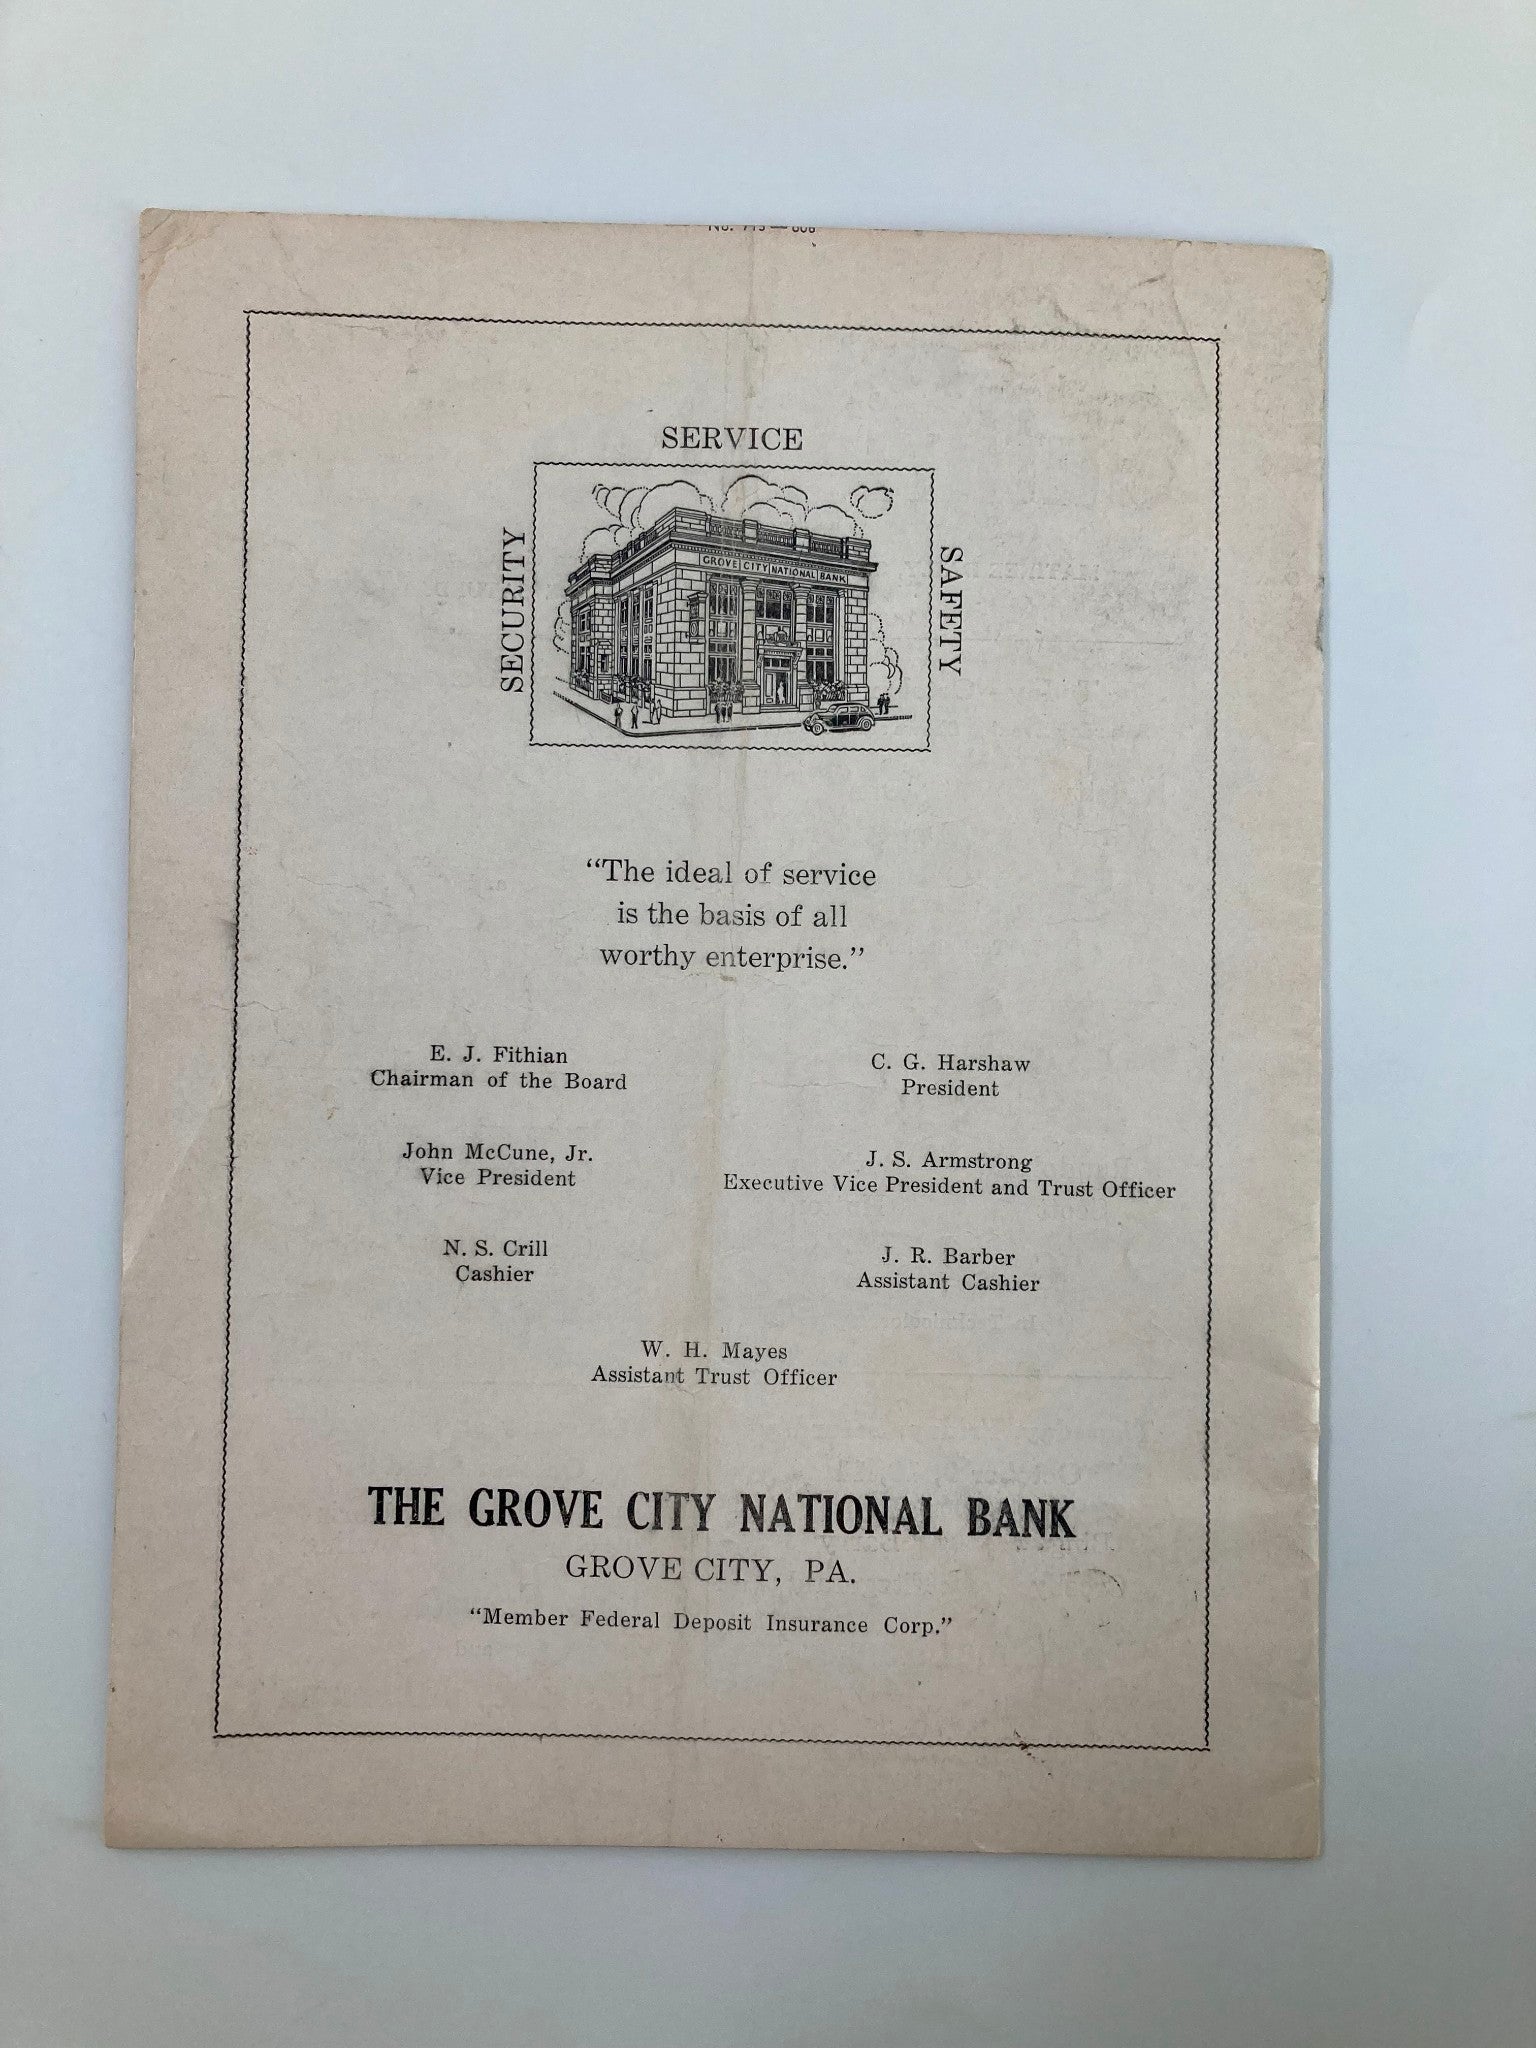 SERVICE
SECURITY
SAFETY
GROVE CITY NATIONAL BANK
“The ideal of service
is the basis of all
worthy enterprise.”
E. J. Fithian
Chairman of the Board
C. G. Harshaw
President
John McCune, Jr.
Vice President
J. S. Armstrong
Executive Vice President and Trust Officer
N. S. Crill
Cashier
J. R. Barber
Assistant Cashier
W. H. Mayes
Assistant Trust Officer
THE GROVE CITY NATIONAL BANK
GROVE CITY, PA.
“Member Federal Deposit Insurance Corp.”